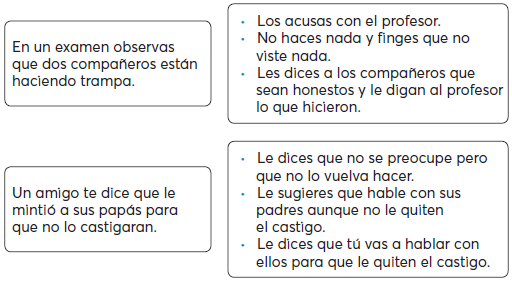 En un examen observas
que dos compañeros están
haciendo trampa.
• Los acusas con el profesor.
• No haces nada y finges que no
viste nada.
• Les dices a los compañeros que
sean honestos y le digan al profesor
lo que hicieron.
Un amigo te dice que le
mintió a sus papás para
que no lo castigaran.
• Le dices que no se preocupe pero
que no lo vuelva hacer.
• Le sugieres que hable con sus
padres aunque no le quiten
el castigo.
• Le dices que tú vas a hablar con
ellos para que le quiten el castigo.